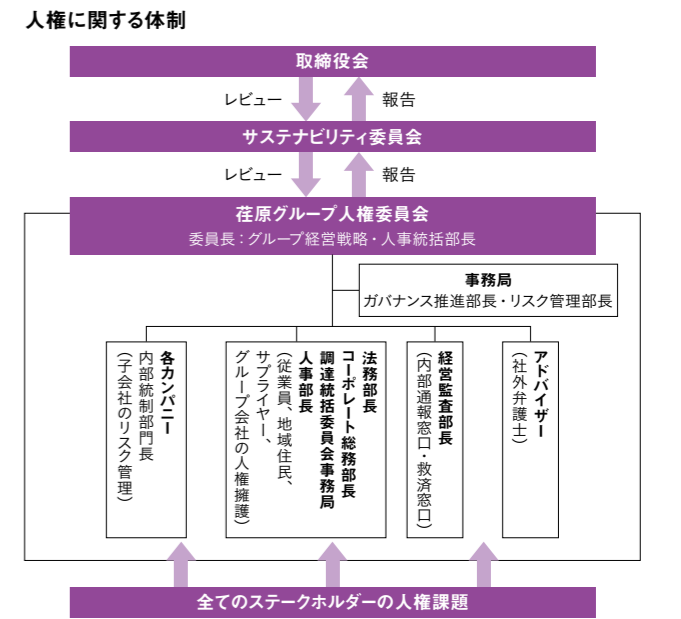 人権に関する体制
取締役会
レビュー
報告
サステナビリティ委員会
レビュー
報告
荏原グループ人権委員会
委員長：グループ経営戦略・人事統括部長
事務局
ガバナンス推進部長・リスク管理部長
各カンパニー
内部統制部門長
（子会社のリスク管理）
法務部長
コーポレート総務部長
調達統括委員会事務局
人事部長
（従業員、地域住民、
サプライヤー、
グループ会社の人権擁護）
経営監査部長
（内部通報窓口・救済窓口）
アドバイザー
（社外弁護士）
全てのステークホルダーの人権課題